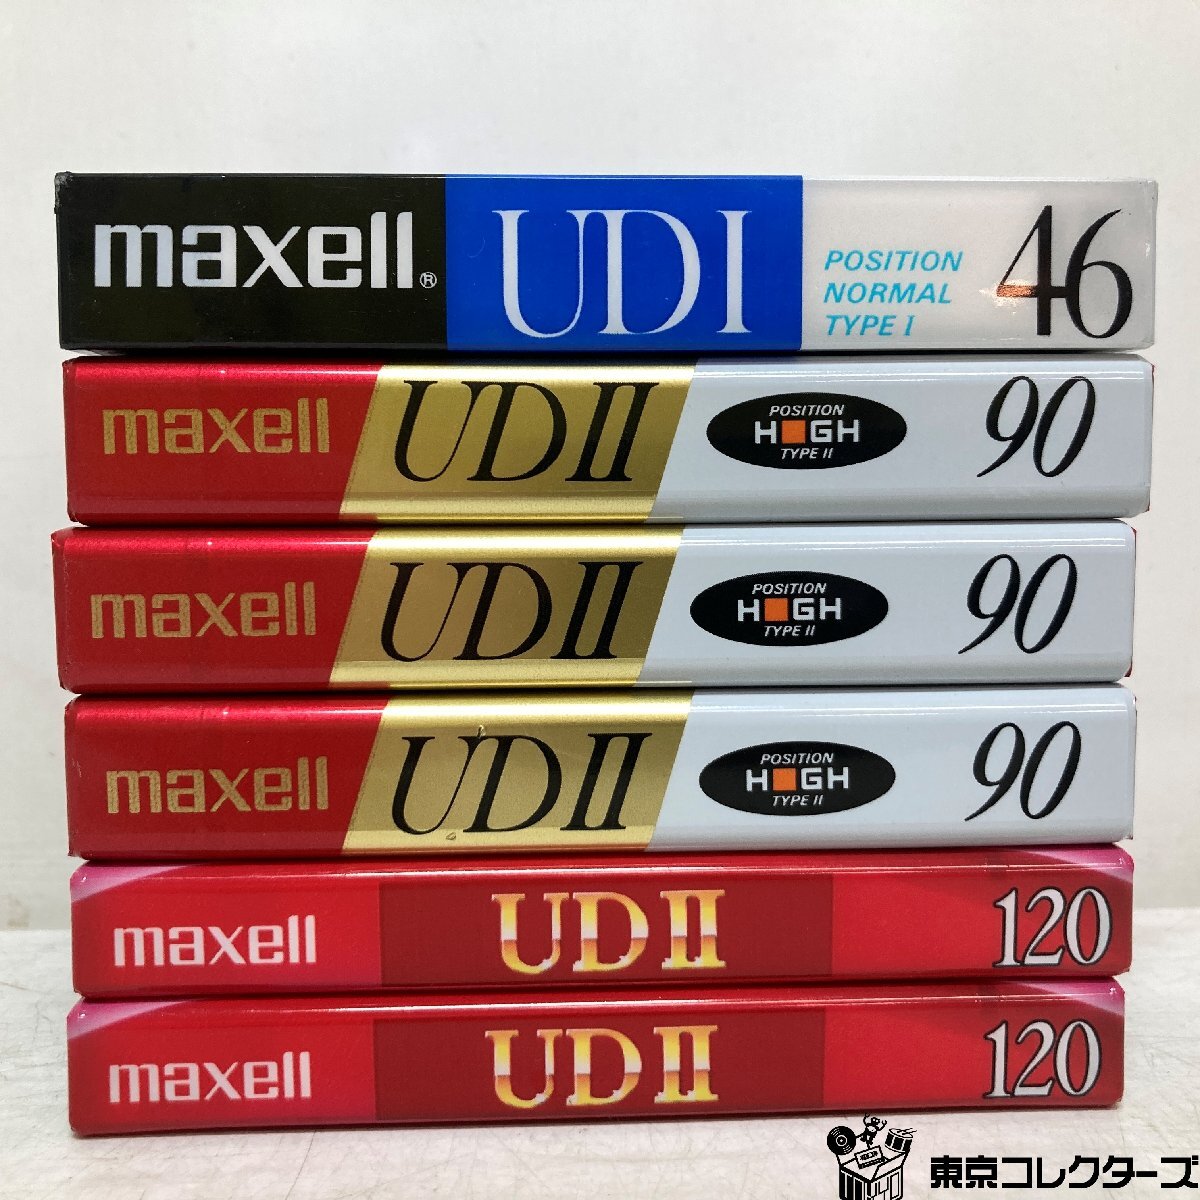 maxell® UDI POSITION NORMAL TYPE I 46
maxell UDII POSITION HIGH TYPE II 90
maxell UDII POSITION HIGH TYPE II 90
maxell UDII POSITION HIGH TYPE II 90
maxell UDII 120
maxell UDII 120
東京コレクターズ